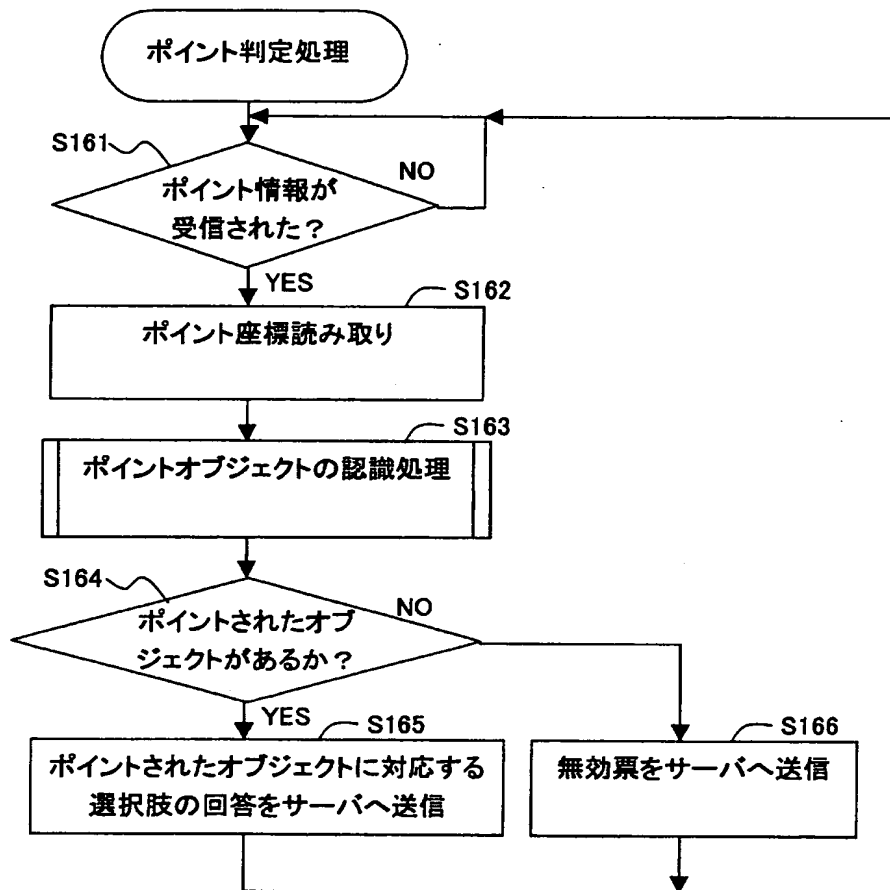 ポイント判定処理
S161
NO
ポイント情報が
受信された?
YES
S162
ポイント座標読み取り
S163
ポイントオブジェクトの認識処理
S164
NO
ポイントされたオブ
ジェクトがあるか?
YES
S165
S166
ポイントされたオブジェクトに対応する
選択肢の回答をサーバへ送信
無効票をサーバへ送信